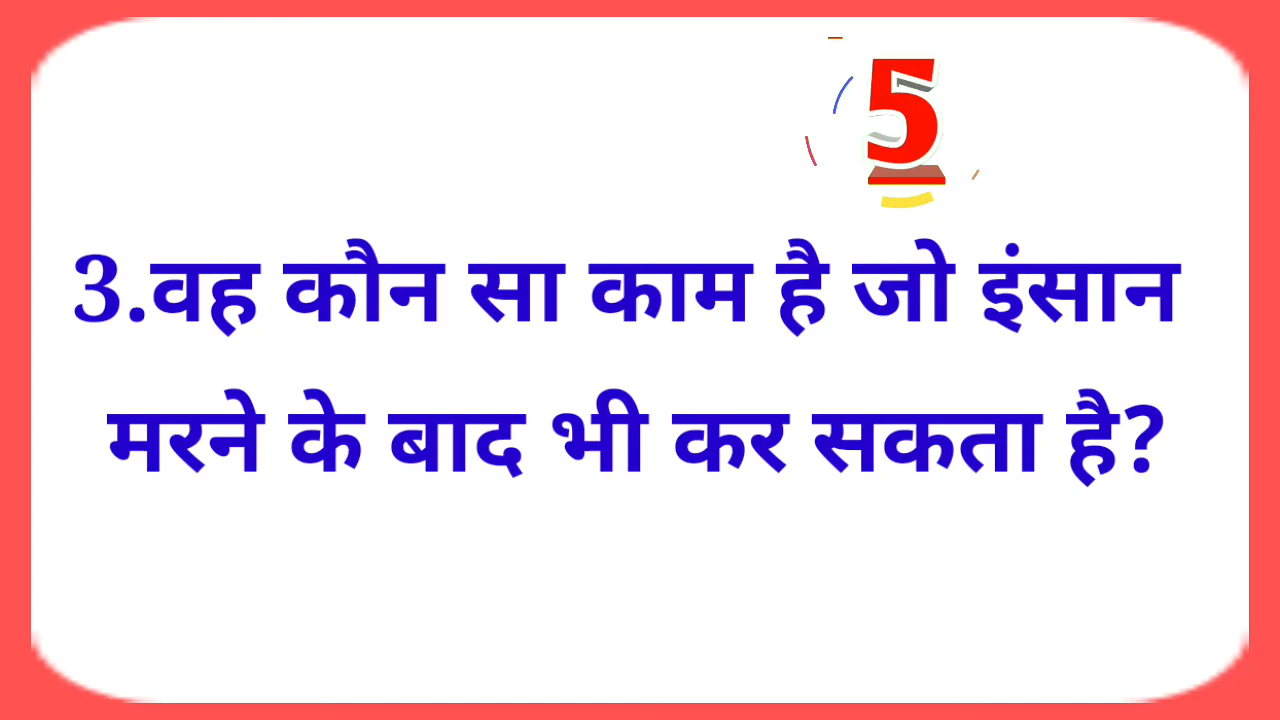 5
3.वह कौन सा काम है जो इंसान
मरने के बाद भी कर सकता है?